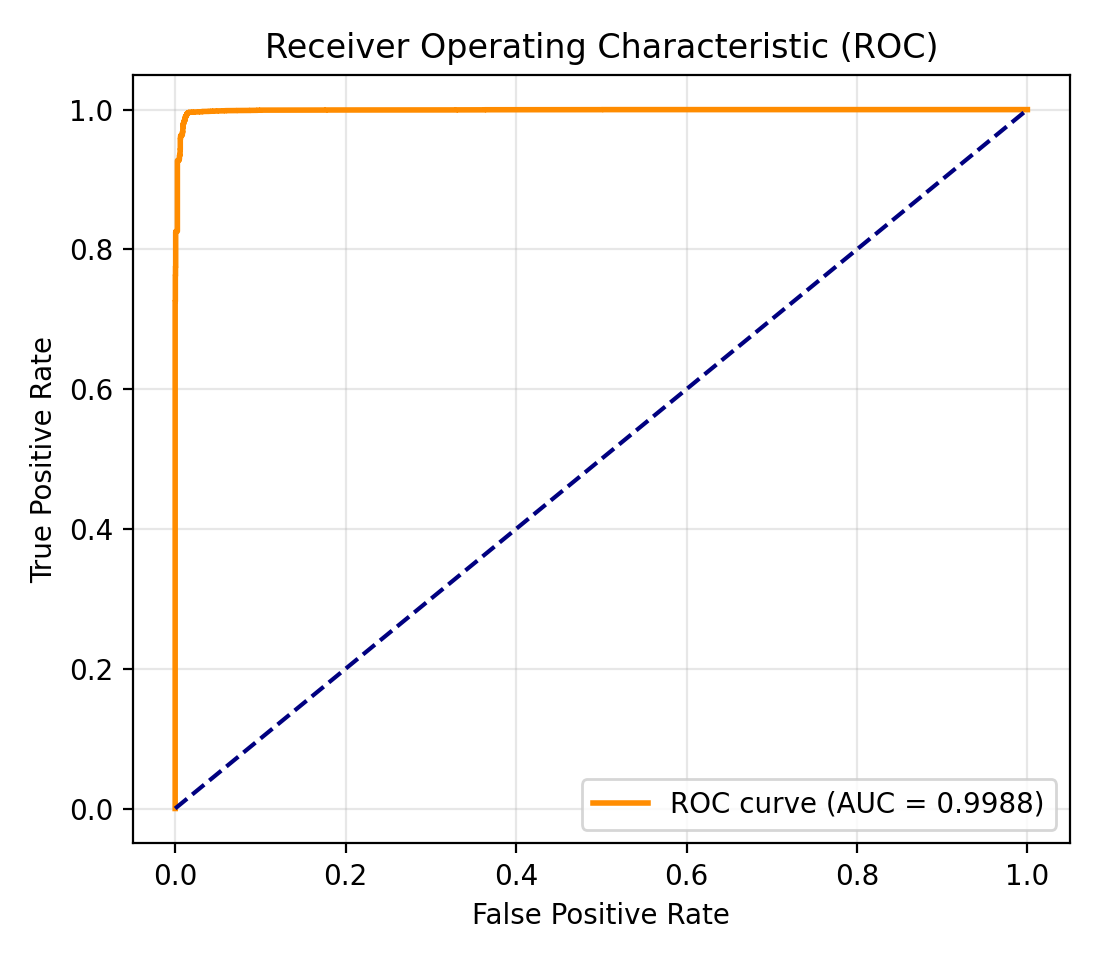 Receiver Operating Characteristic (ROC)
True Positive Rate
1.0
0.8
0.6
0.4
0.2
0.0
ROC curve (AUC = 0.9988)
0.0 0.2 0.4 0.6 0.8 1.0
False Positive Rate